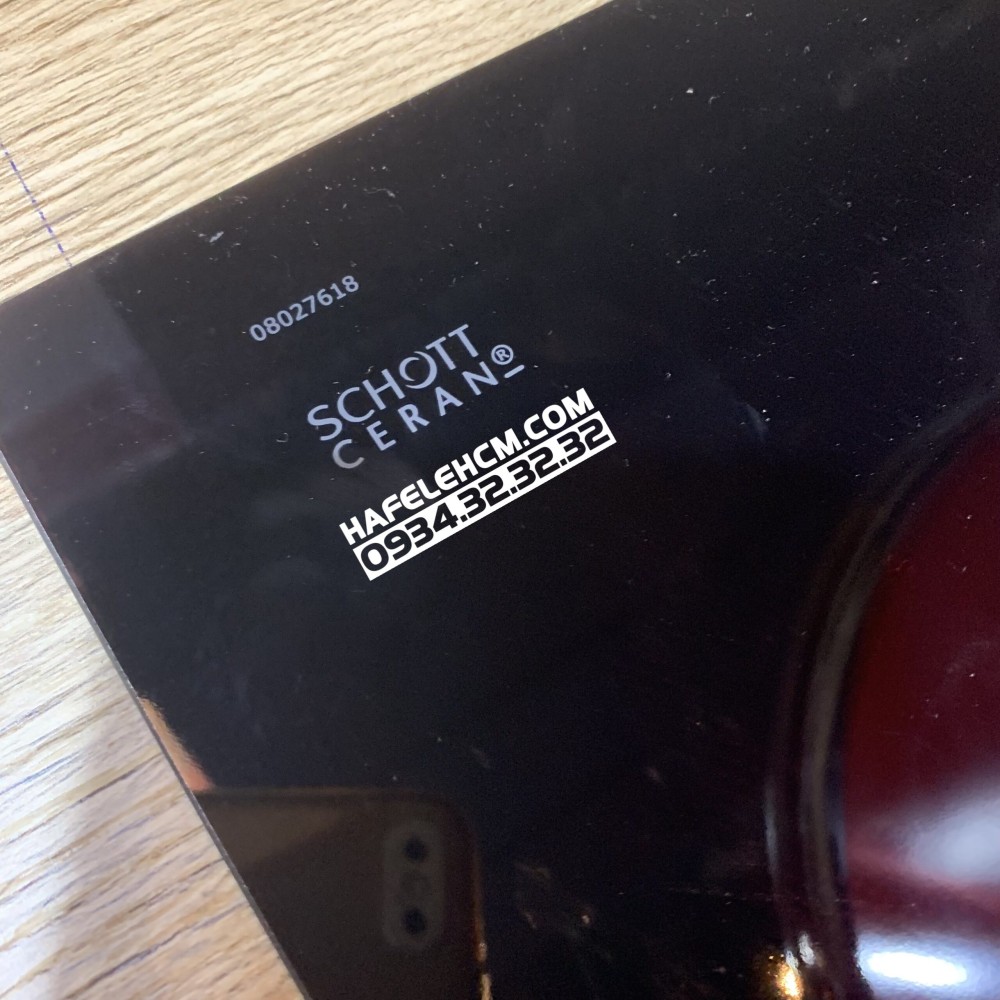 08027618
SCHOTT
CERAN®
HAFELEHCM.COM
0934.32.32.32